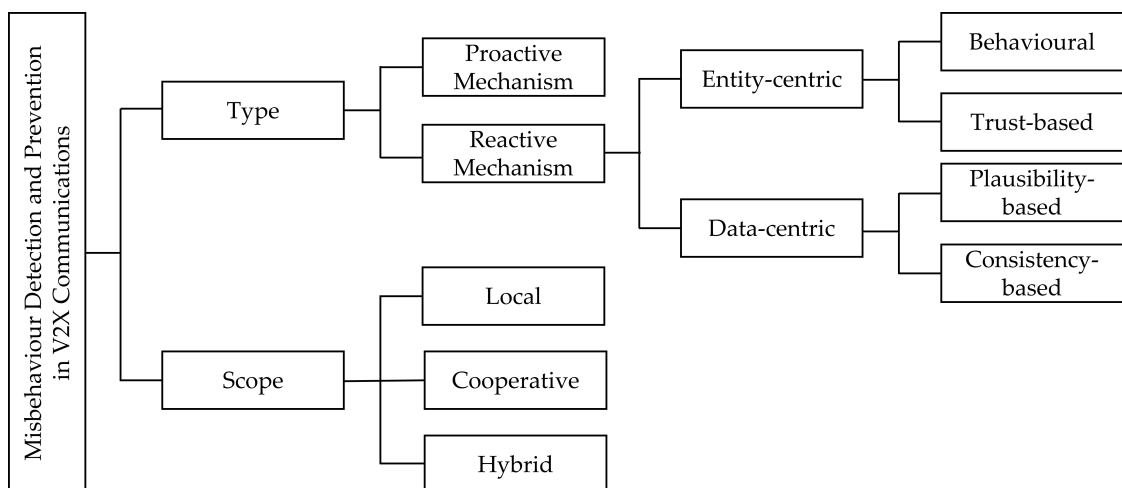 Misbehaviour Detection and Prevention
in V2X Communications
Type
Proactive
Mechanism
Reactive
Mechanism
Entity-centric
Behavioural
Trust-based
Data-centric
Plausibility-
based
Consistency-
based
Scope
Local
Cooperative
Hybrid